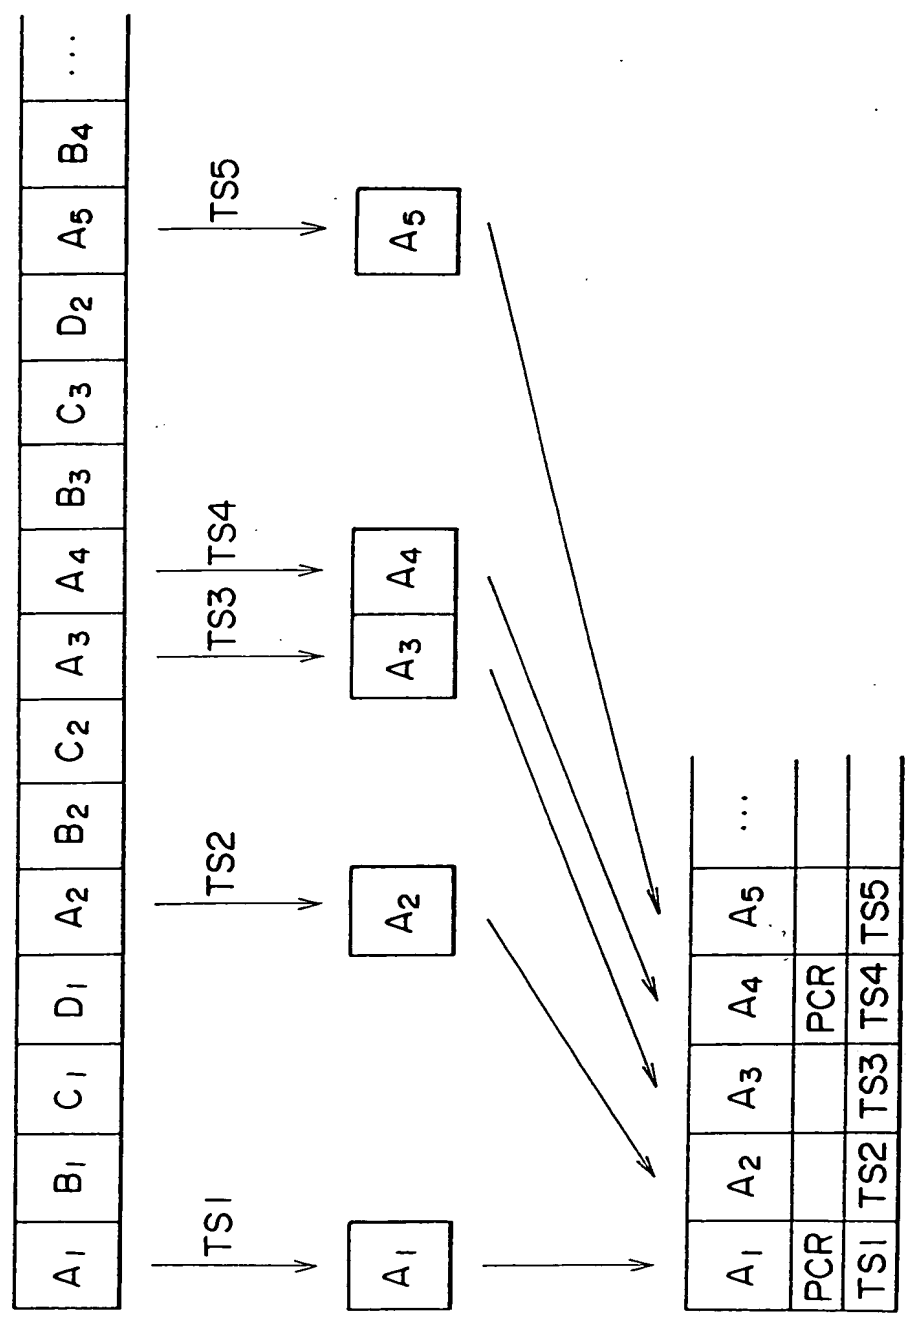 A1 B1 C1 D1 A2 B2 C2 A3 A4 B3 C3 D2 A5 B4 ...
TS1 TS2 TS3 TS4 TS5
A1 A2 A3 A4 A5
A1 A2 A3 A4 A5 ...
PCR PCR
TS1 TS2 TS3 TS4 TS5